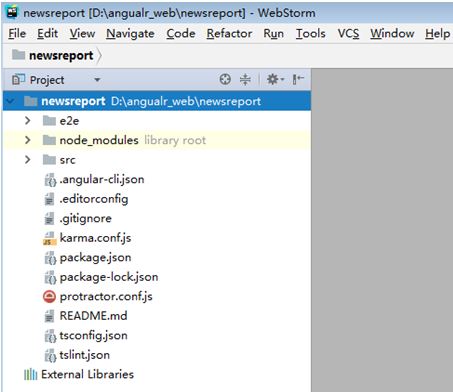 WS newsreport [D:\angualr_web\newsreport] - WebStorm
File Edit View Navigate Code Refactor Run Tools VCS Window Help
newsreport
Project
newsreport D:\angualr_web\newsreport
e2e
node_modules library root
src
.angular-cli.json
.editorconfig
.gitignore
karma.conf.js
package.json
package-lock.json
protractor.conf.js
README.md
tsconfig.json
tslint.json
External Libraries